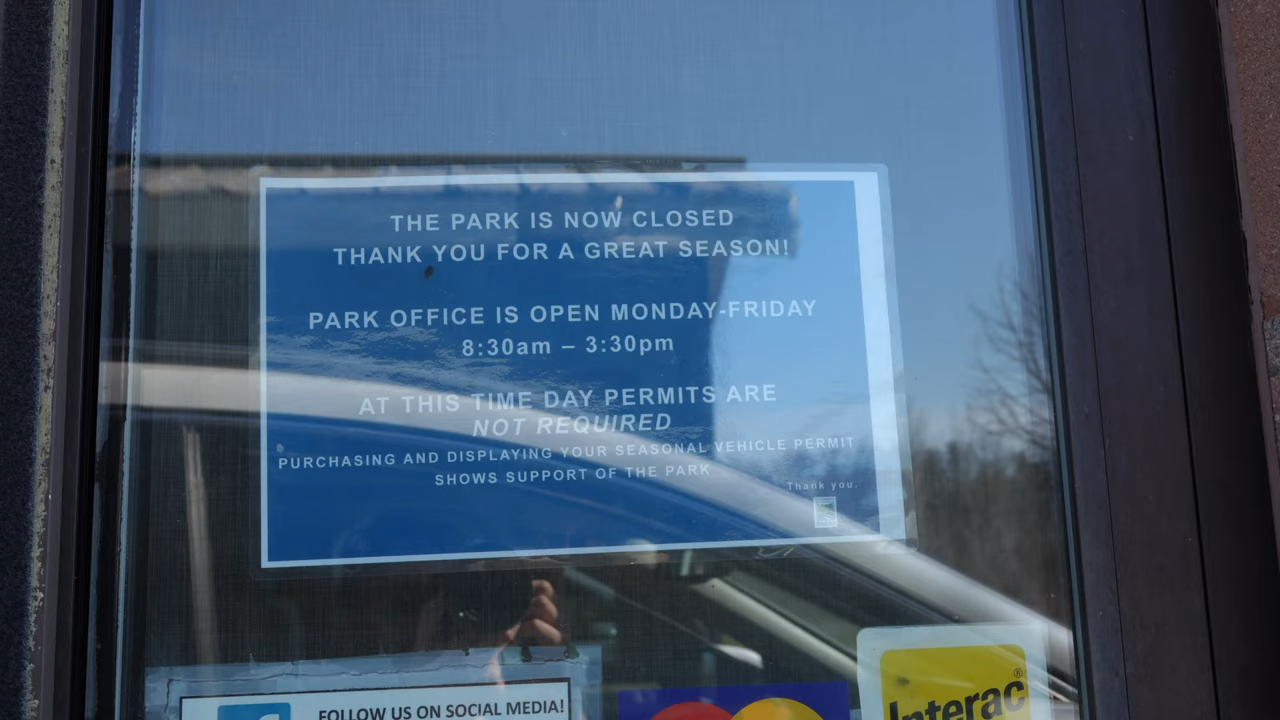 THE PARK IS NOW CLOSED
THANK YOU FOR A GREAT SEASON!
PARK OFFICE IS OPEN MONDAY-FRIDAY
8:30am – 3:30pm
AT THIS TIME DAY PERMITS ARE
NOT REQUIRED
PURCHASING AND DISPLAYING YOUR SEASONAL VEHICLE PERMIT
SHOWS SUPPORT OF THE PARK
Thank you.
FOLLOW US ON SOCIAL MEDIA!
Interac®